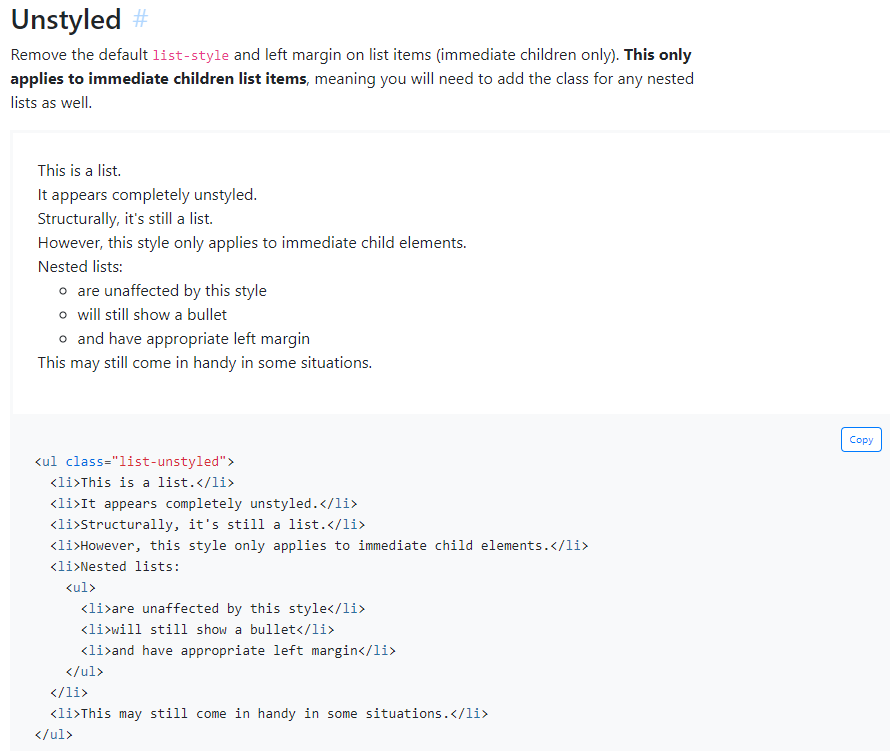 Unstyled #
Remove the default list-style and left margin on list items (immediate children only). This only
applies to immediate children list items, meaning you will need to add the class for any nested
lists as well.
This is a list.
It appears completely unstyled.
Structurally, it's still a list.
However, this style only applies to immediate child elements.
Nested lists:
are unaffected by this style
will still show a bullet
and have appropriate left margin
This may still come in handy in some situations.
Copy
<ul class="list-unstyled">
  <li>This is a list.</li>
  <li>It appears completely unstyled.</li>
  <li>Structurally, it's still a list.</li>
  <li>However, this style only applies to immediate child elements.</li>
  <li>Nested lists:
    <ul>
      <li>are unaffected by this style</li>
      <li>will still show a bullet</li>
      <li>and have appropriate left margin</li>
    </ul>
  </li>
  <li>This may still come in handy in some situations.</li>
</ul>